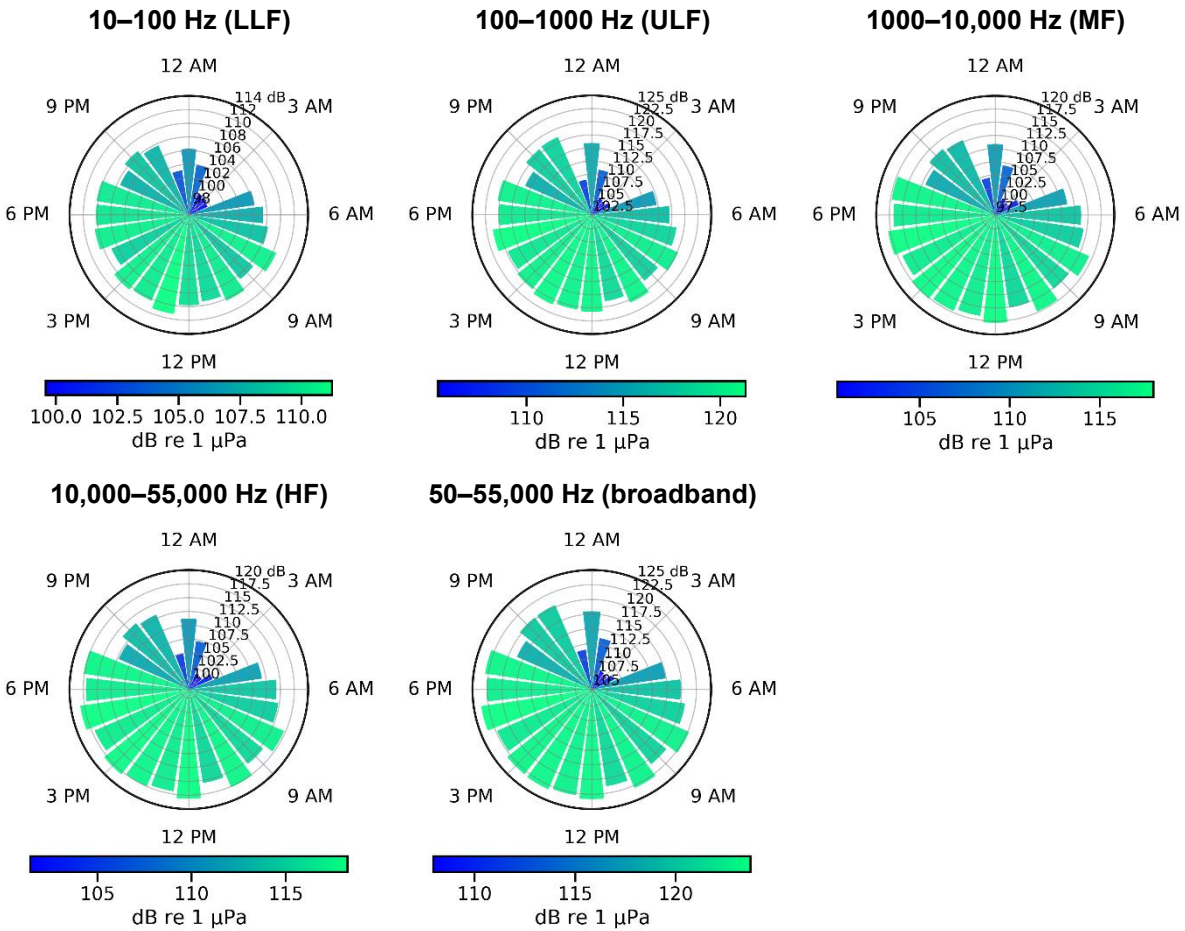 10–100 Hz (LLF)
12 AM
9 PM
114 dB
3 AM
112
110
108
106
104
102
100
98
6 PM
6 AM
3 PM
9 AM
12 PM
100.0 102.5 105.0 107.5 110.0
dB re 1 µPa
100–1000 Hz (ULF)
12 AM
9 PM
125 dB
3 AM
122.5
120
117.5
115
112.5
110
107.5
105
102.5
6 PM
6 AM
3 PM
9 AM
12 PM
110 115 120
dB re 1 µPa
1000–10,000 Hz (MF)
12 AM
9 PM
120 dB
3 AM
117.5
115
112.5
110
107.5
105
102.5
100
97.5
6 PM
6 AM
3 PM
9 AM
12 PM
105 110 115
dB re 1 µPa
10,000–55,000 Hz (HF)
12 AM
9 PM
120 dB
3 AM
117.5
115
112.5
110
107.5
105
102.5
100
6 PM
6 AM
3 PM
9 AM
12 PM
105 110 115
dB re 1 µPa
50–55,000 Hz (broadband)
12 AM
9 PM
125 dB
3 AM
122.5
120
117.5
115
112.5
110
107.5
105
6 PM
6 AM
3 PM
9 AM
12 PM
110 115 120
dB re 1 µPa